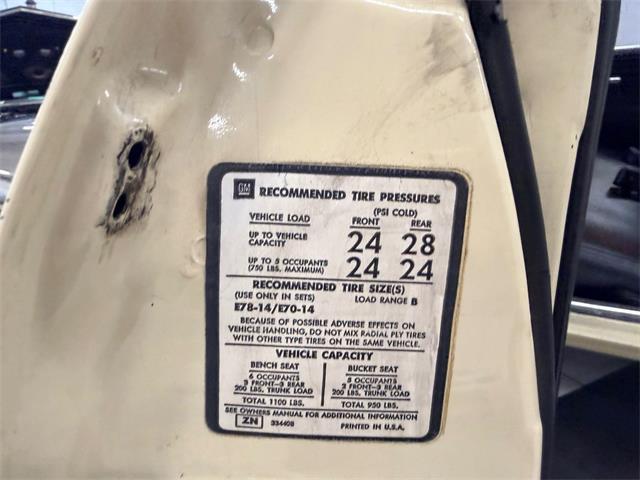 GM RECOMMENDED TIRE PRESSURES
(PSI COLD)
VEHICLE LOAD FRONT REAR
UP TO VEHICLE CAPACITY 24 28
UP TO 5 OCCUPANTS (750 LBS. MAXIMUM) 24 24
RECOMMENDED TIRE SIZE(S)
(USE ONLY IN SETS) LOAD RANGE B
E78-14/E70-14
BECAUSE OF POSSIBLE ADVERSE EFFECTS ON
VEHICLE HANDLING, DO NOT MIX RADIAL PLY TIRES
WITH OTHER TYPE TIRES ON THE SAME VEHICLE.
VEHICLE CAPACITY
BENCH SEAT
6 OCCUPANTS
3 FRONT-3 REAR
200 LBS. TRUNK LOAD
TOTAL 1100 LBS.
BUCKET SEAT
5 OCCUPANTS
2 FRONT-3 REAR
200 LBS. TRUNK LOAD
TOTAL 950 LBS.
SEE OWNERS MANUAL FOR ADDITIONAL INFORMATION
ZN 334408 PRINTED IN U.S.A.